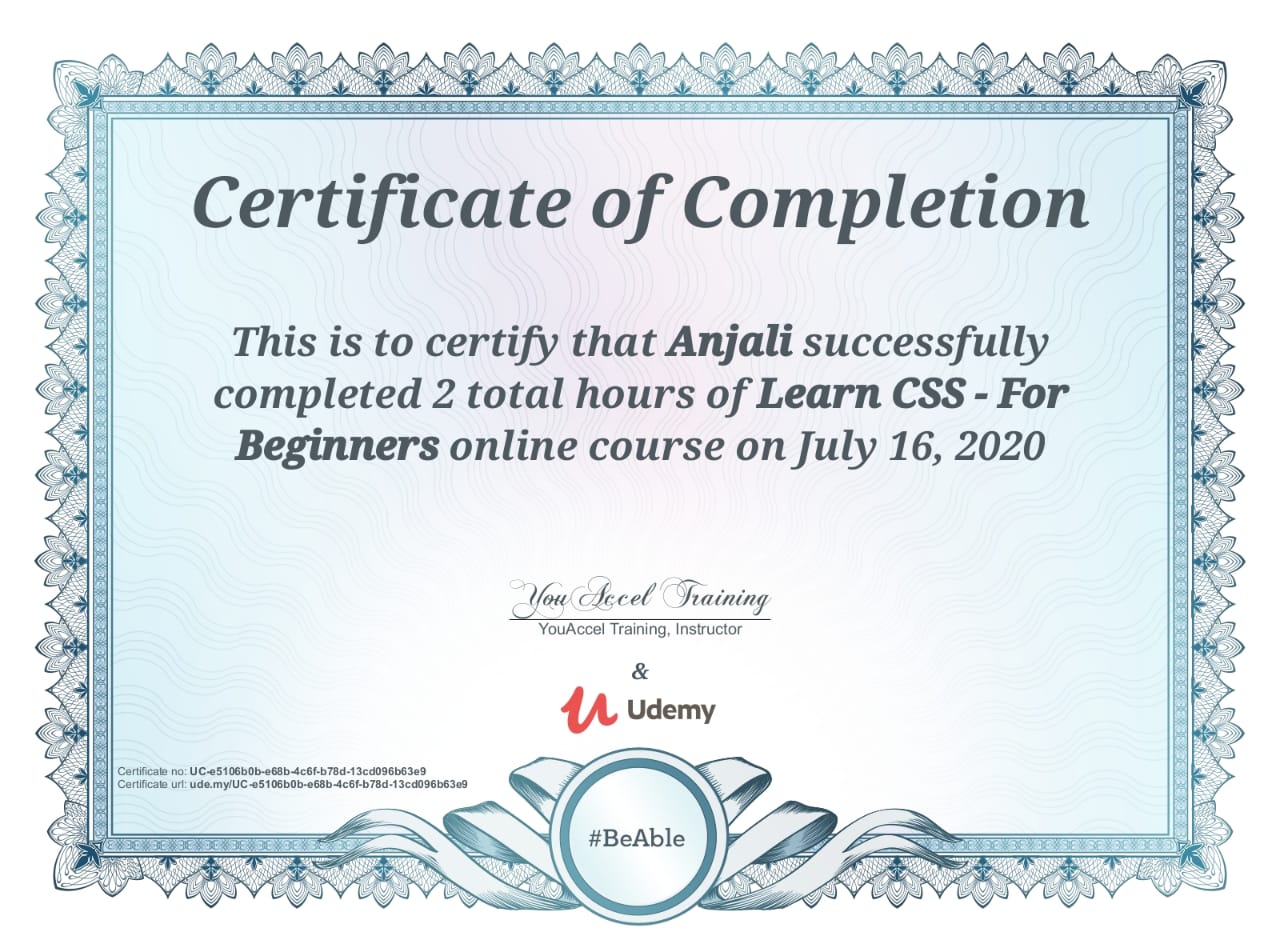 Certificate of Completion
This is to certify that Anjali successfully
completed 2 total hours of Learn CSS - For
Beginners online course on July 16, 2020
YouAccel Training
YouAccel Training, Instructor
&
Udemy
Certificate no: UC-e5106b0b-e68b-4c6f-b78d-13cd096b63e9
Certificate url: ude.my/UC-e5106b0b-e68b-4c6f-b78d-13cd096b63e9
#BeAble